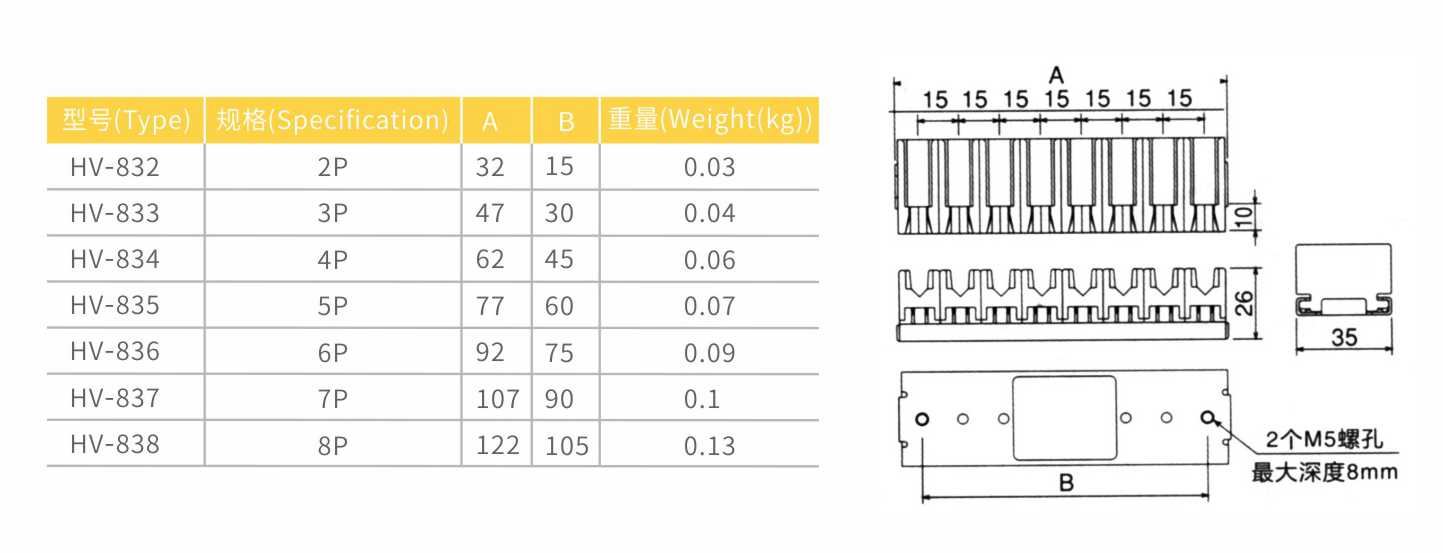 型号(Type) 规格(Specification) A B 重量(Weight(kg))
HV-832 2P 32 15 0.03
HV-833 3P 47 30 0.04
HV-834 4P 62 45 0.06
HV-835 5P 77 60 0.07
HV-836 6P 92 75 0.09
HV-837 7P 107 90 0.1
HV-838 8P 122 105 0.13
A
15 15 15 15 15 15 15
10
26
35
2个M5螺孔
最大深度8mm
B